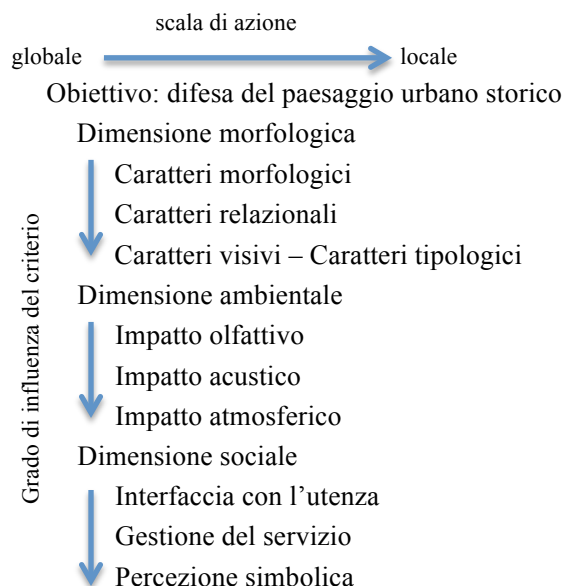 scala di azione
globale locale
Obiettivo: difesa del paesaggio urbano storico
Dimensione morfologica
Caratteri morfologici
Caratteri relazionali
Caratteri visivi – Caratteri tipologici
Dimensione ambientale
Impatto olfattivo
Impatto acustico
Impatto atmosferico
Dimensione sociale
Interfaccia con l’utenza
Gestione del servizio
Percezione simbolica
Grado di influenza del criterio